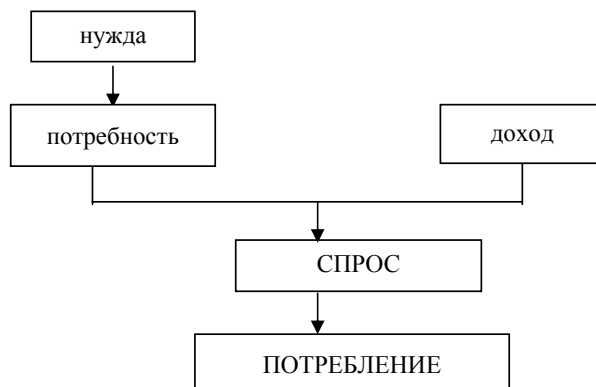 нужда
потребность
доход
СПРОС
ПОТРЕБЛЕНИЕ